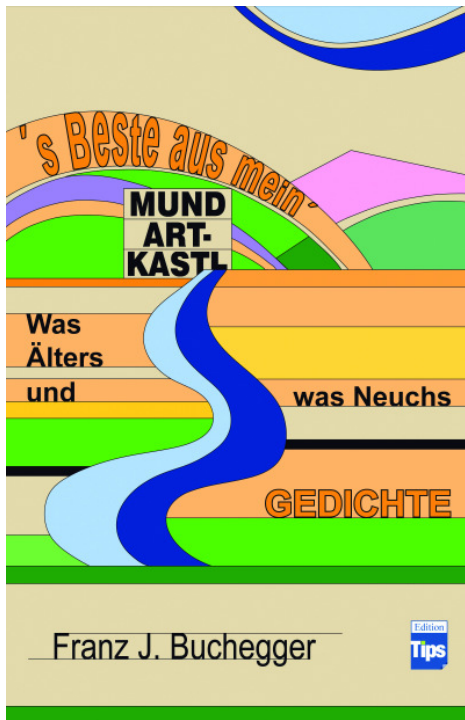 ´s Beste aus mein´
MUND
ART-
KASTL
Was
Älters
und
was Neuchs
GEDICHTE
Franz J. Buchegger
Edition
Tips